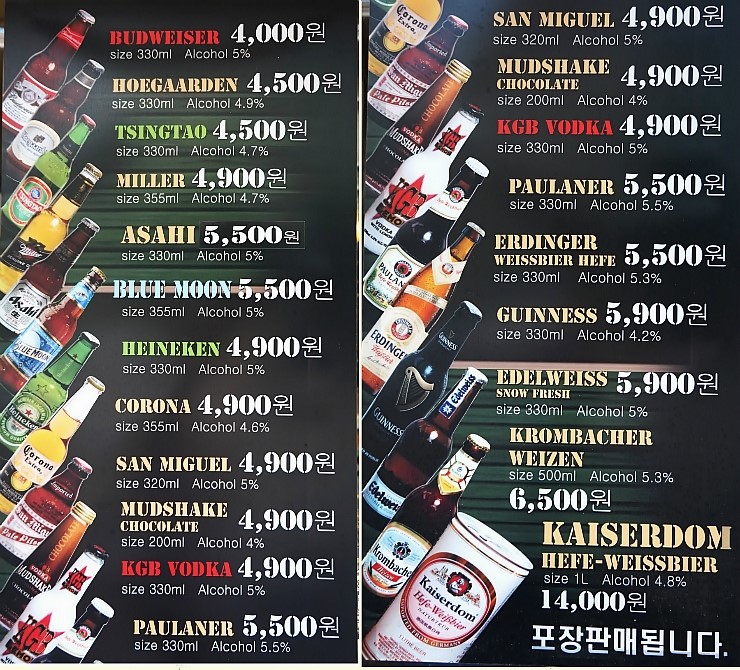 BUDWEISER 4,000원
size 330ml Alcohol 5%
HOEGAARDEN 4,500원
size 330ml Alcohol 4.9%
TSINGTAO 4,500원
size 330ml Alcohol 4.7%
MILLER 4,900원
size 355ml Alcohol 4.7%
ASAHI 5,500원
size 330ml Alcohol 5%
BLUE MOON 5,500원
size 355ml Alcohol 5%
HEINEKEN 4,900원
size 330ml Alcohol 5%
CORONA 4,900원
size 355ml Alcohol 4.6%
SAN MIGUEL 4,900원
size 320ml Alcohol 5%
MUDSHAKE
CHOCOLATE 4,900원
size 200ml Alcohol 4%
KGB VODKA 4,900원
size 330ml Alcohol 5%
PAULANER 5,500원
size 330ml Alcohol 5.5%
SAN MIGUEL 4,900원
size 320ml Alcohol 5%
MUDSHAKE
CHOCOLATE 4,900원
size 200ml Alcohol 4%
KGB VODKA 4,900원
size 330ml Alcohol 5%
PAULANER 5,500원
size 330ml Alcohol 5.5%
ERDINGER
WEISSBIER HEFE 5,500원
size 330ml Alcohol 5.3%
GUINNESS 5,900원
size 330ml Alcohol 4.2%
EDELWEISS
SNOW FRESH 5,900원
size 330ml Alcohol 5%
KROMBACHER
WEIZEN
size 500ml Alcohol 5.3%
6,500원
KAISERDOM
HEFE-WEISSBIER
size 1L Alcohol 4.8%
14,000원
포장판매됩니다.
Kaiserdom
Hefe-Weißbier